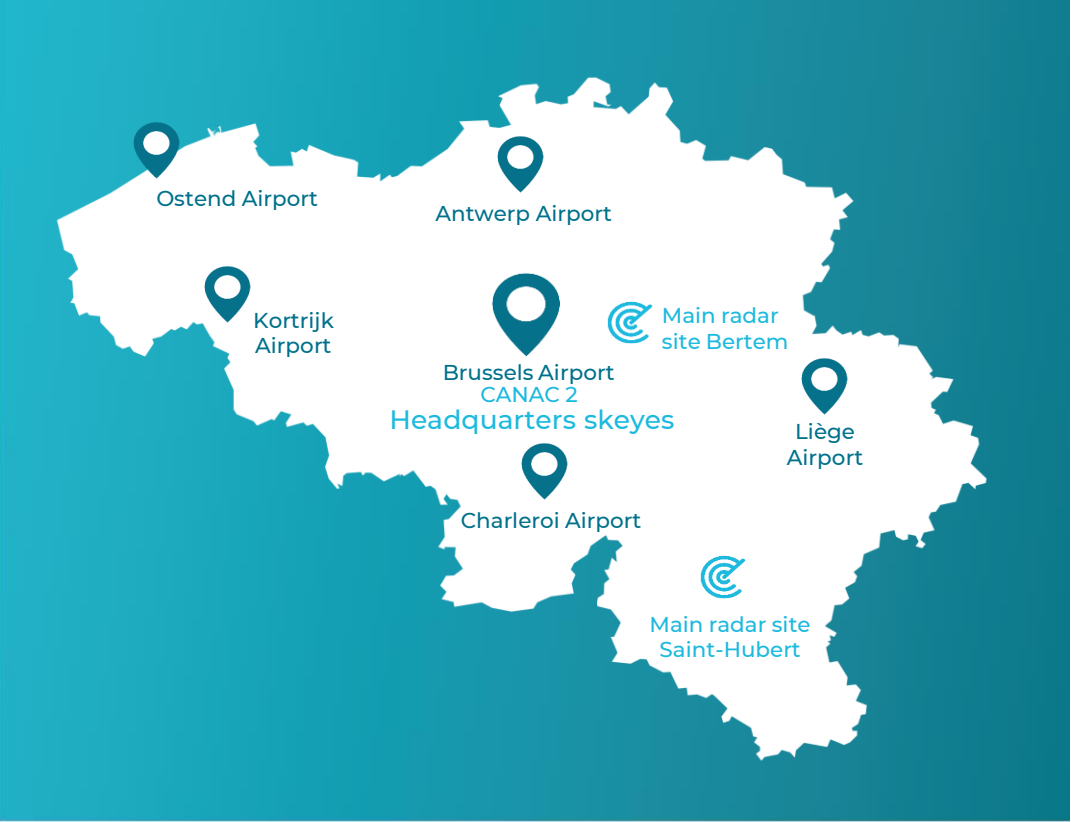 Ostend Airport
Antwerp Airport
Kortrijk
Airport
Main radar
site Bertem
Brussels Airport
CANAC 2
Headquarters skeyes
Liège
Airport
Charleroi Airport
Main radar site
Saint-Hubert